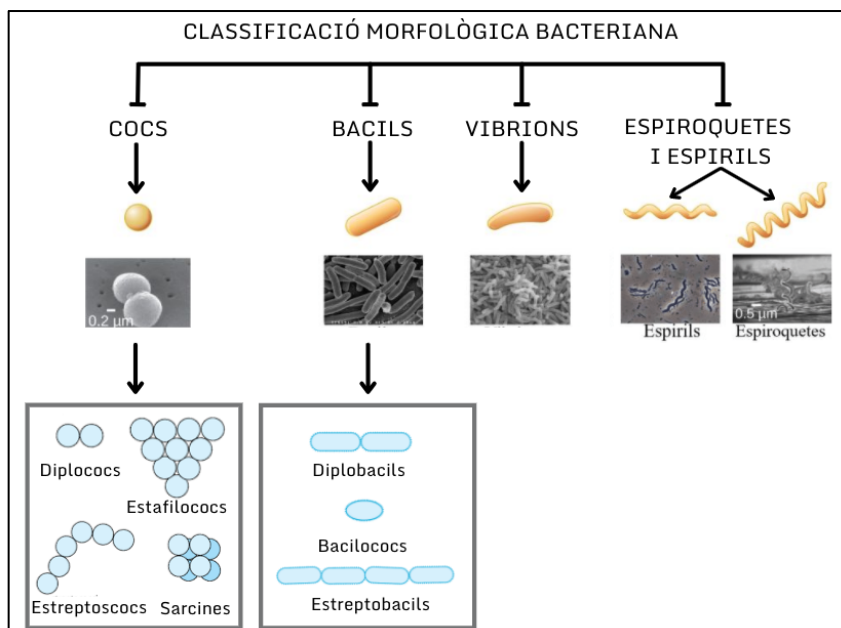 CLASSIFICACIÓ MORFOLÒGICA BACTERIANA
COCS
BACILS
VIBRIONS
ESPIROQUETES
I ESPIRILS
0.2 µm
0.5 µm
Espirils
Espiroquetes
Diplococs
Estafilococs
Estreptoscocs
Sarcines
Diplobacils
Bacilococs
Estreptobacils